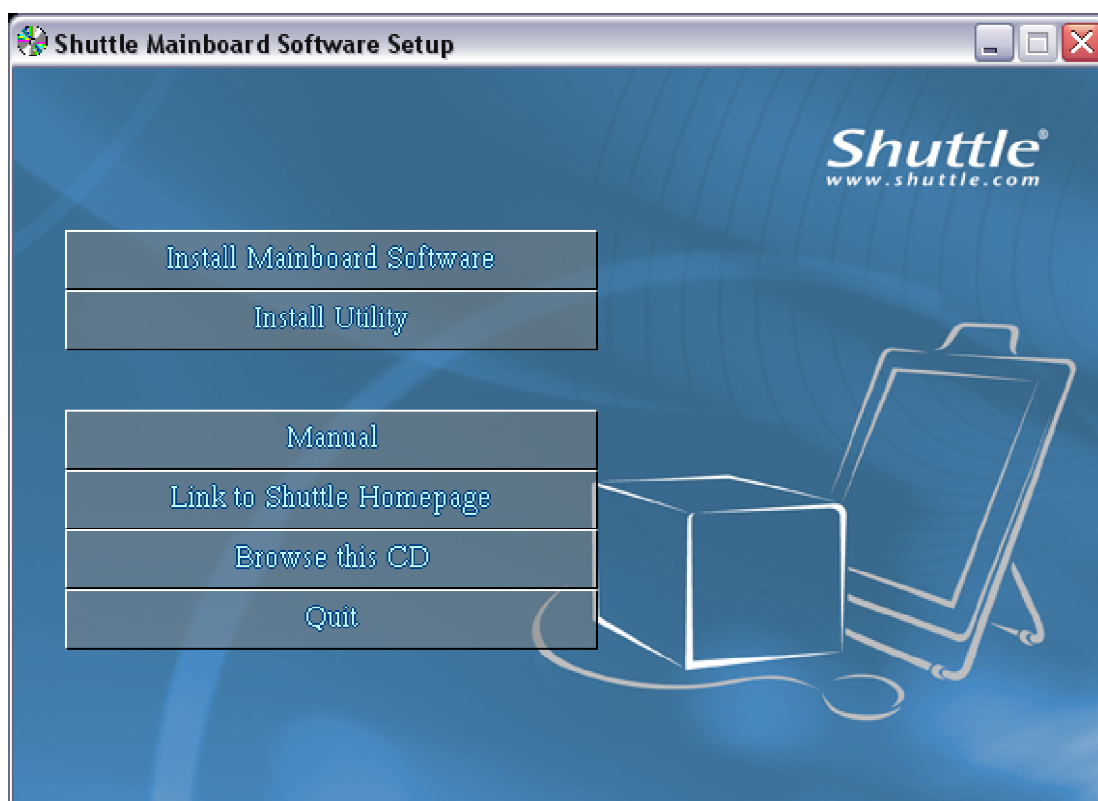 Shuttle Mainboard Software Setup
Shuttle®
www.shuttle.com
Install Mainboard Software
Install Utility
Manual
Link to Shuttle Homepage
Browse this CD
Quit